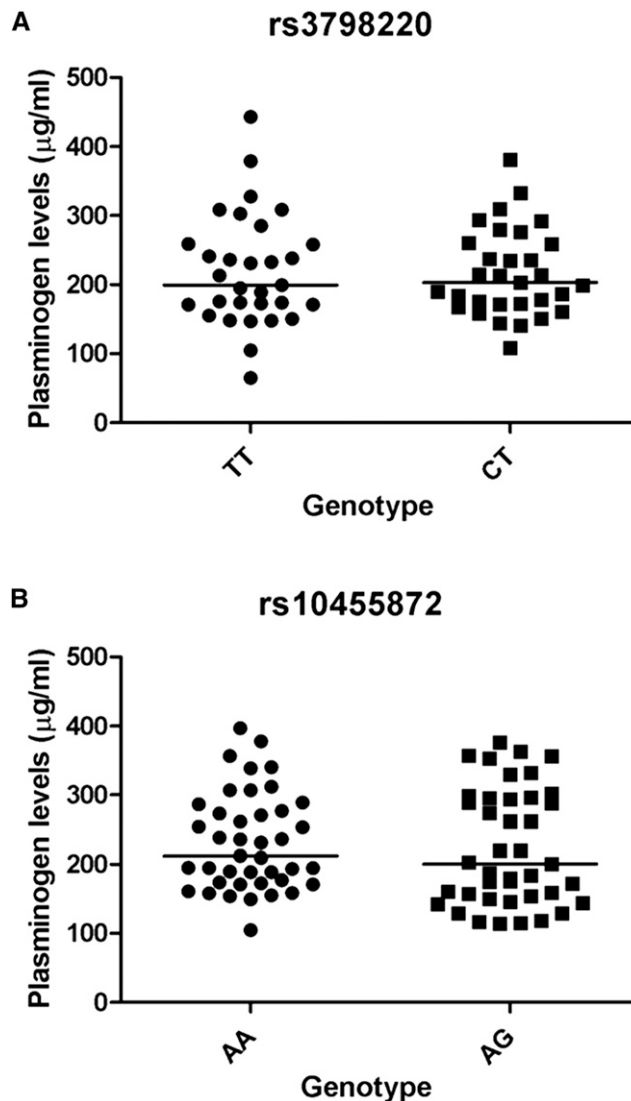 A
rs3798220
Plasminogen levels (μg/ml)
500
400
300
200
100
0
TT
CT
Genotype
B
rs10455872
Plasminogen levels (μg/ml)
500
400
300
200
100
0
AA
AG
Genotype